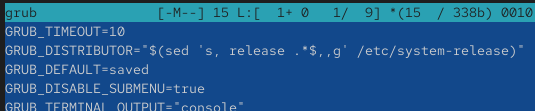 grub [-M--] 15 L:[ 1+ 0 1/ 9] *(15 / 338b) 0010
GRUB_TIMEOUT=10
GRUB_DISTRIBUTOR="$(sed 's, release .*$,,g' /etc/system-release)"
GRUB_DEFAULT=saved
GRUB_DISABLE_SUBMENU=true
GRUB_TERMINAL_OUTPUT="console"